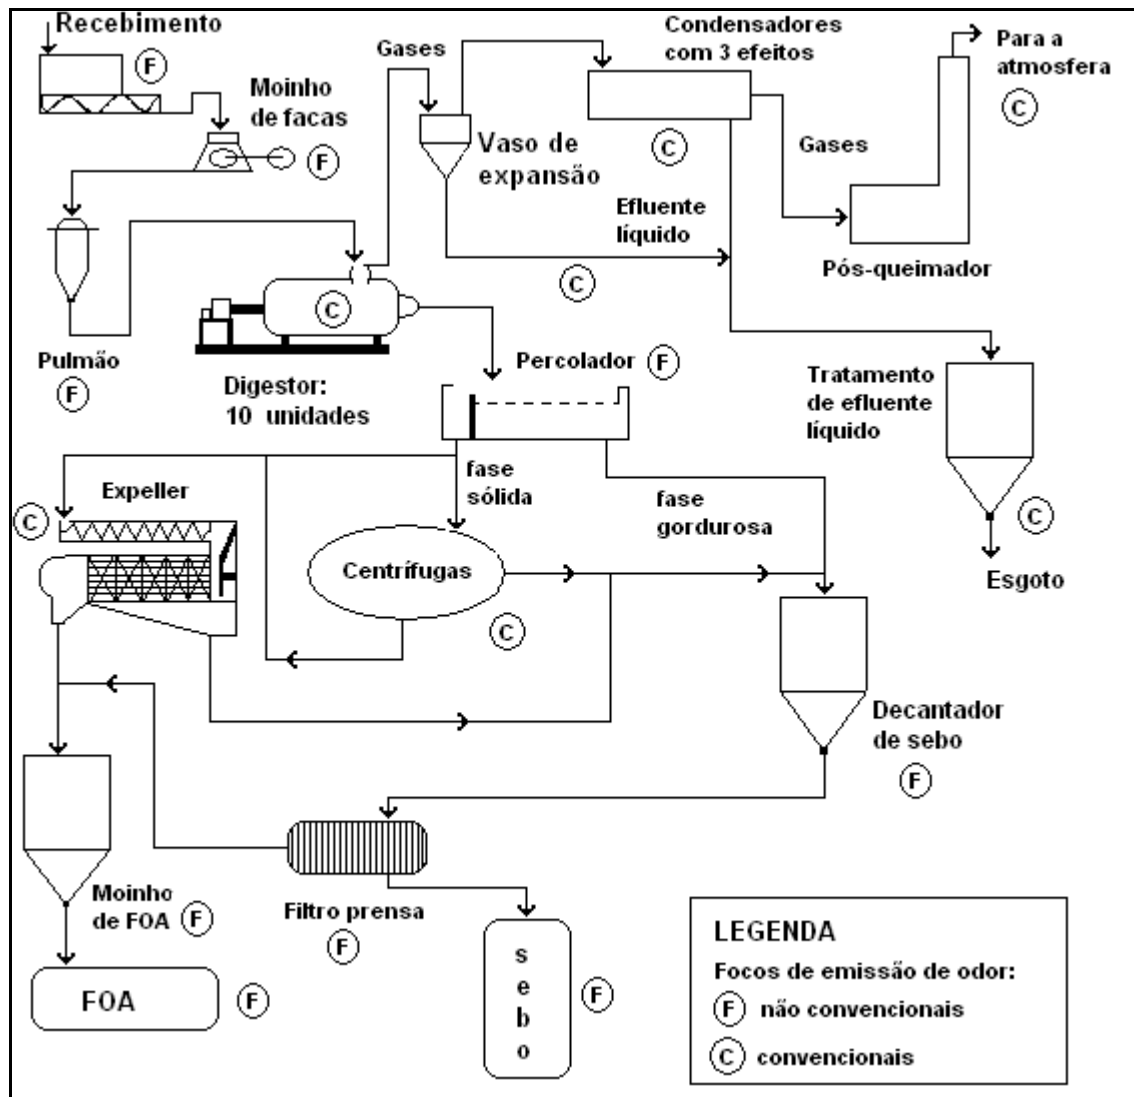 Recebimento
F
Moinho
de facas
F
Gases
Condensadores
com 3 efeitos
C
Para a
atmosfera
C
Vaso de
expansão
Gases
Efluente
líquido
C
Pós-queimador
Pulmão
F
C
Digestor:
10 unidades
Percolador F
Tratamento
de efluente
líquido
C
Esgoto
fase
sólida
fase
gordurosa
Expeller
C
Centrífugas
C
Decantador
de sebo
F
Moinho
de FOA F
Filtro prensa
F
FOA F
s
e
b
o
F
LEGENDA
Focos de emissão de odor:
F não convencionais
C convencionais